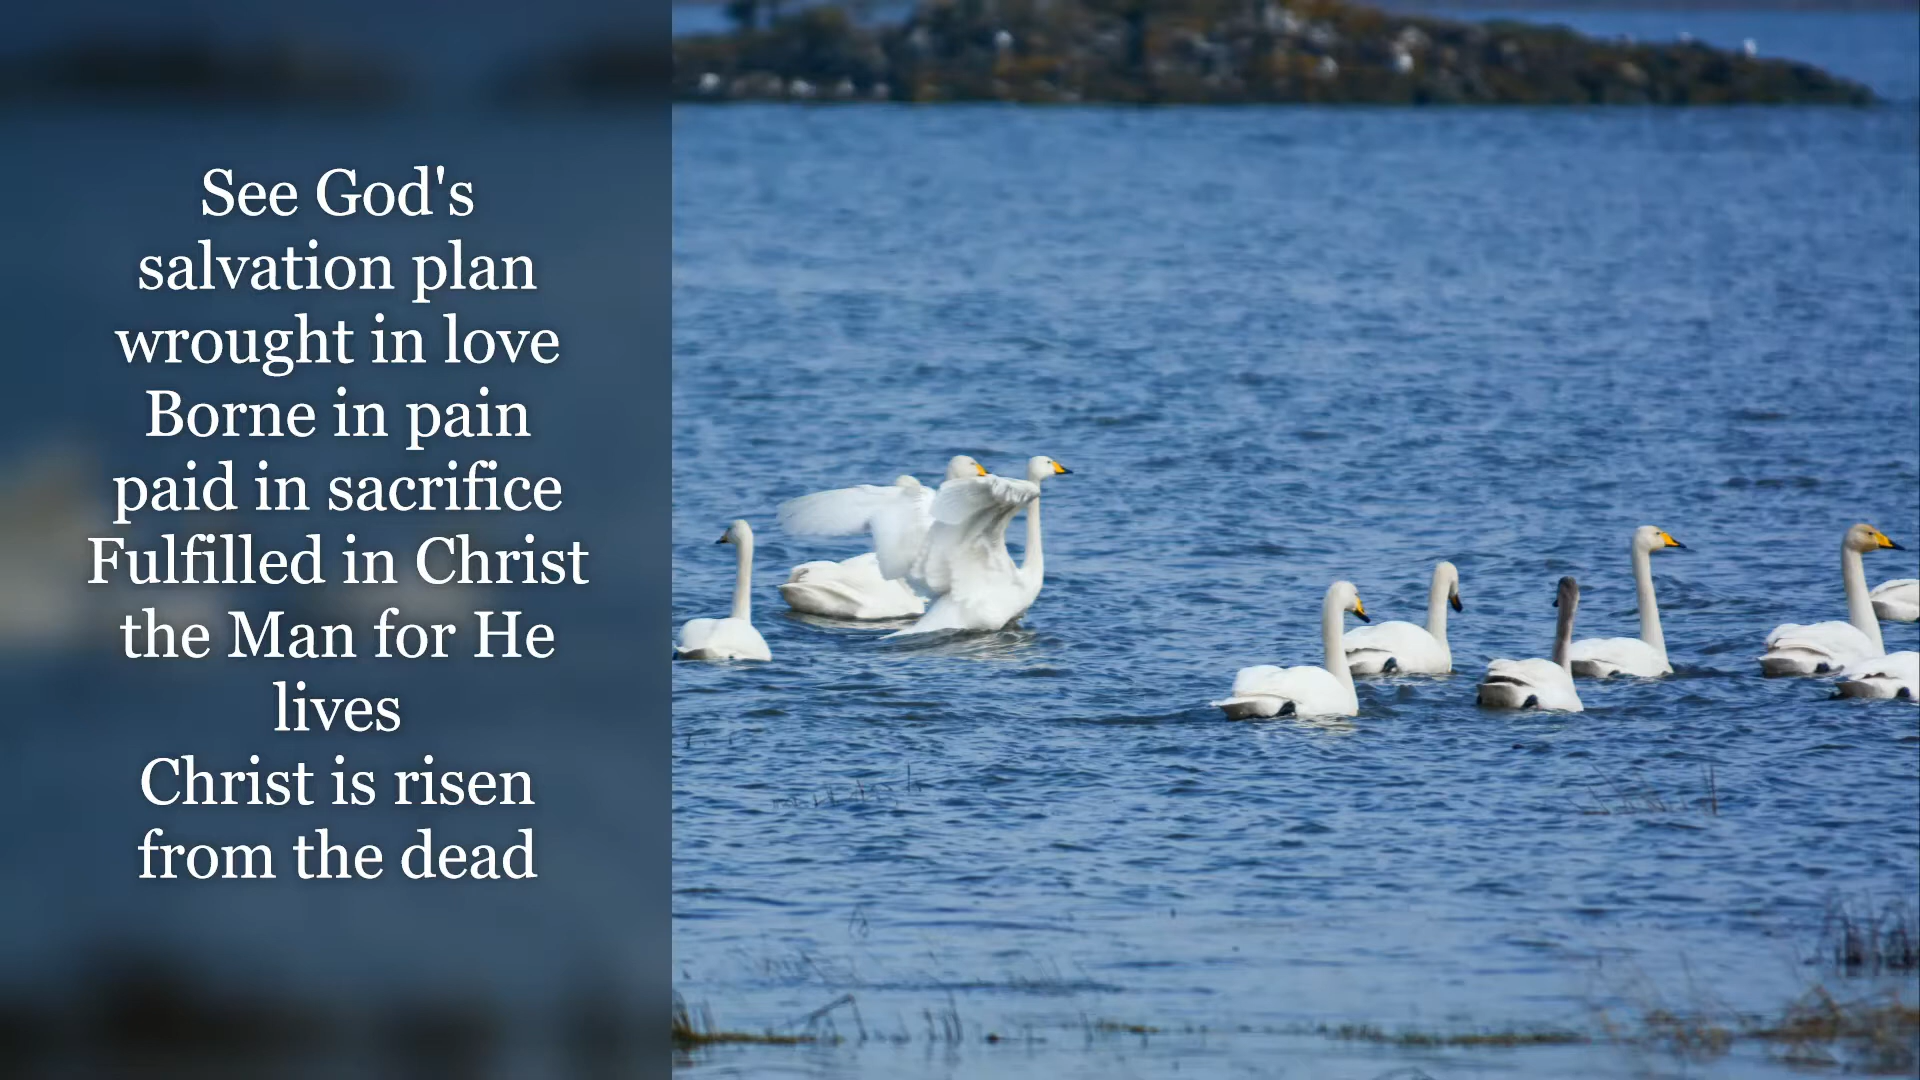 See God's
salvation plan
wrought in love
Borne in pain
paid in sacrifice
Fulfilled in Christ
the Man for He
lives
Christ is risen
from the dead